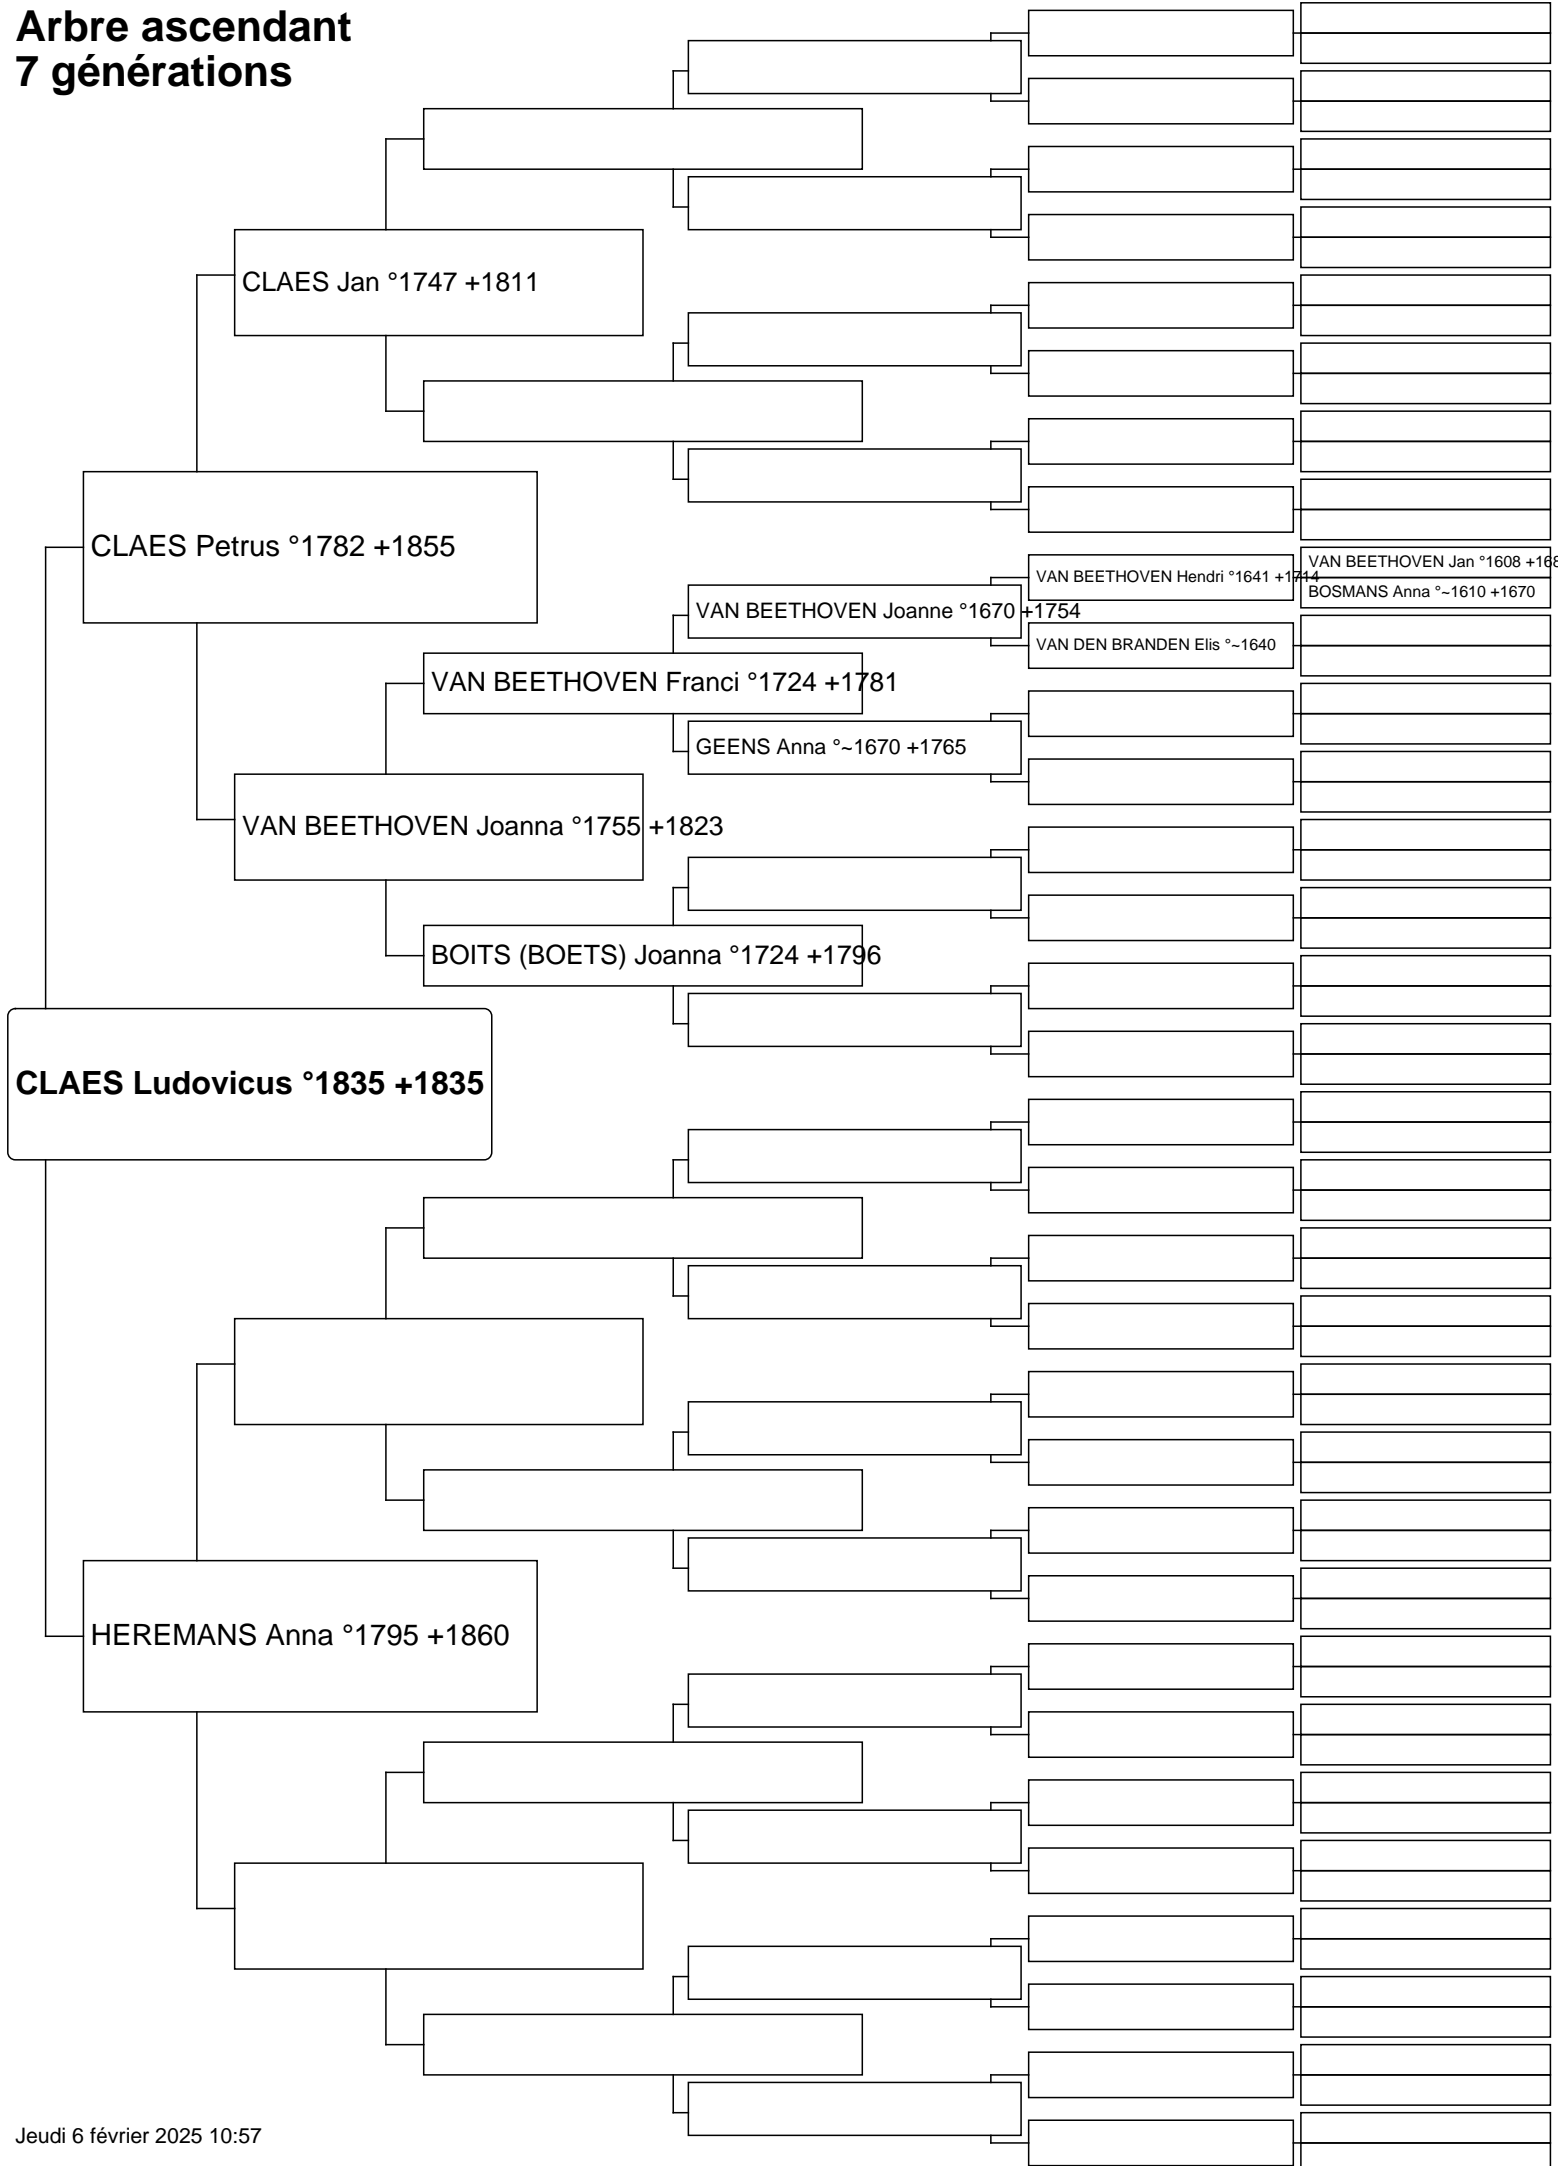 Arbre ascendant
7 générations
CLAES Jan °1747 +1811
CLAES Petrus °1782 +1855
VAN BEETHOVEN Jan °1608 +168
VAN BEETHOVEN Hendri °1641 +1714
BOSMANS Anna °~1610 +1670
VAN BEETHOVEN Joanne °1670 +1754
VAN DEN BRANDEN Elis °~1640
VAN BEETHOVEN Franci °1724 +1781
GEENS Anna °~1670 +1765
VAN BEETHOVEN Joanna °1755 +1823
BOITS (BOETS) Joanna °1724 +1796
CLAES Ludovicus °1835 +1835
HEREMANS Anna °1795 +1860
Jeudi 6 février 2025 10:57